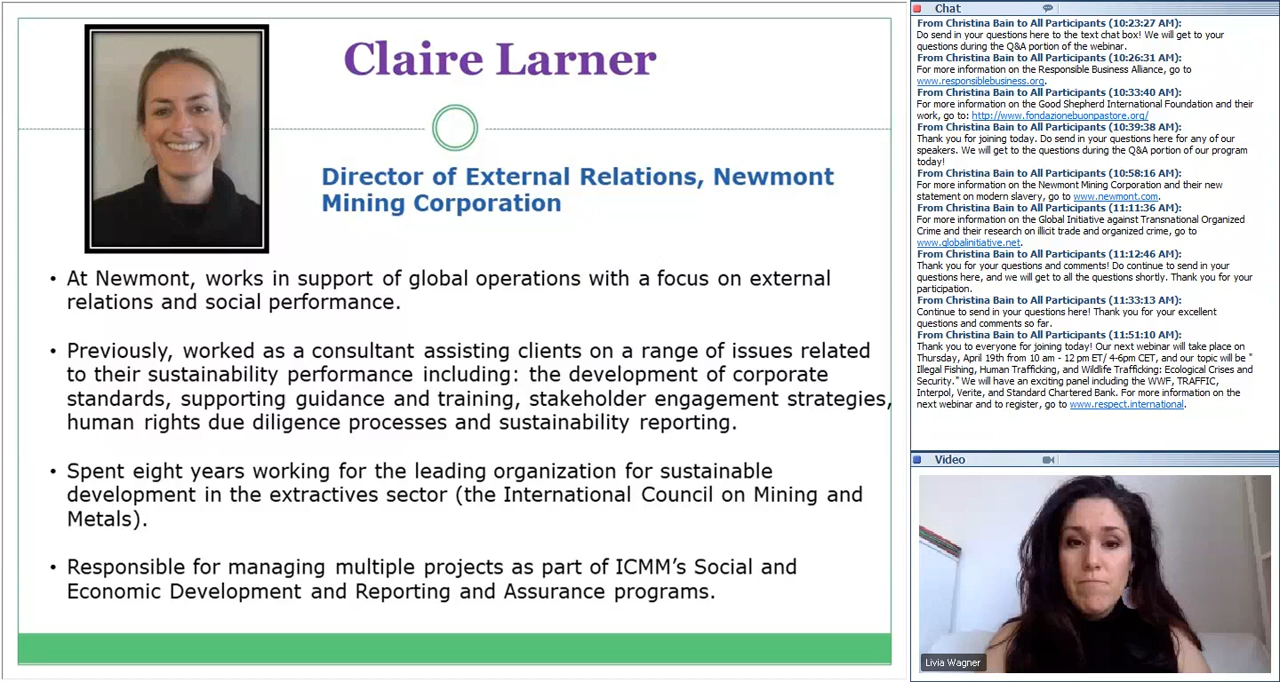 Claire Larner
Director of External Relations, Newmont
Mining Corporation
• At Newmont, works in support of global operations with a focus on external
relations and social performance.
• Previously, worked as a consultant assisting clients on a range of issues related
to their sustainability performance including: the development of corporate
standards, supporting guidance and training, stakeholder engagement strategies,
human rights due diligence processes and sustainability reporting.
• Spent eight years working for the leading organization for sustainable
development in the extractives sector (the International Council on Mining and
Metals).
• Responsible for managing multiple projects as part of ICMM’s Social and
Economic Development and Reporting and Assurance programs.
Chat
From Christina Bain to All Participants (10:23:27 AM):
Do send in your questions here to the text chat box! We will get to your
questions during the Q&A portion of the webinar.
From Christina Bain to All Participants (10:26:31 AM):
For more information on the Responsible Business Alliance, go to
www.responsiblebusiness.org.
From Christina Bain to All Participants (10:33:40 AM):
For more information on the Good Shepherd International Foundation and their
work, go to: http://www.fondazionebuonpastore.org/
From Christina Bain to All Participants (10:39:38 AM):
Thank you for joining today. Do send in your questions here for any of our
speakers. We will get to the questions during the Q&A portion of our program
today!
From Christina Bain to All Participants (10:58:16 AM):
For more information on the Newmont Mining Corporation and their new
statement on modern slavery, go to www.newmont.com.
From Christina Bain to All Participants (11:11:36 AM):
For more information on the Global Initiative against Transnational Organized
Crime and their research on illicit trade and organized crime, go to
www.globalinitiative.net.
From Christina Bain to All Participants (11:12:46 AM):
Thank you for your questions and comments! Do continue to send in your
questions here, and we will get to all the questions shortly. Thank you for your
participation.
From Christina Bain to All Participants (11:33:13 AM):
Continue to send in your questions here! Thank you for your excellent
questions and comments so far.
From Christina Bain to All Participants (11:51:10 AM):
Thank you to everyone for joining today! Our next webinar will take place on
Thursday, April 19th from 10 am - 12 pm ET/ 4-6pm CET, and our topic will be "
Illegal Fishing, Human Trafficking, and Wildlife Trafficking: Ecological Crises and
Security." We will have an exciting panel including the WWF, TRAFFIC,
Interpol, Verite, and Standard Chartered Bank. For more information on the
next webinar and to register, go to www.respect.international.
Video
Livia Wagner